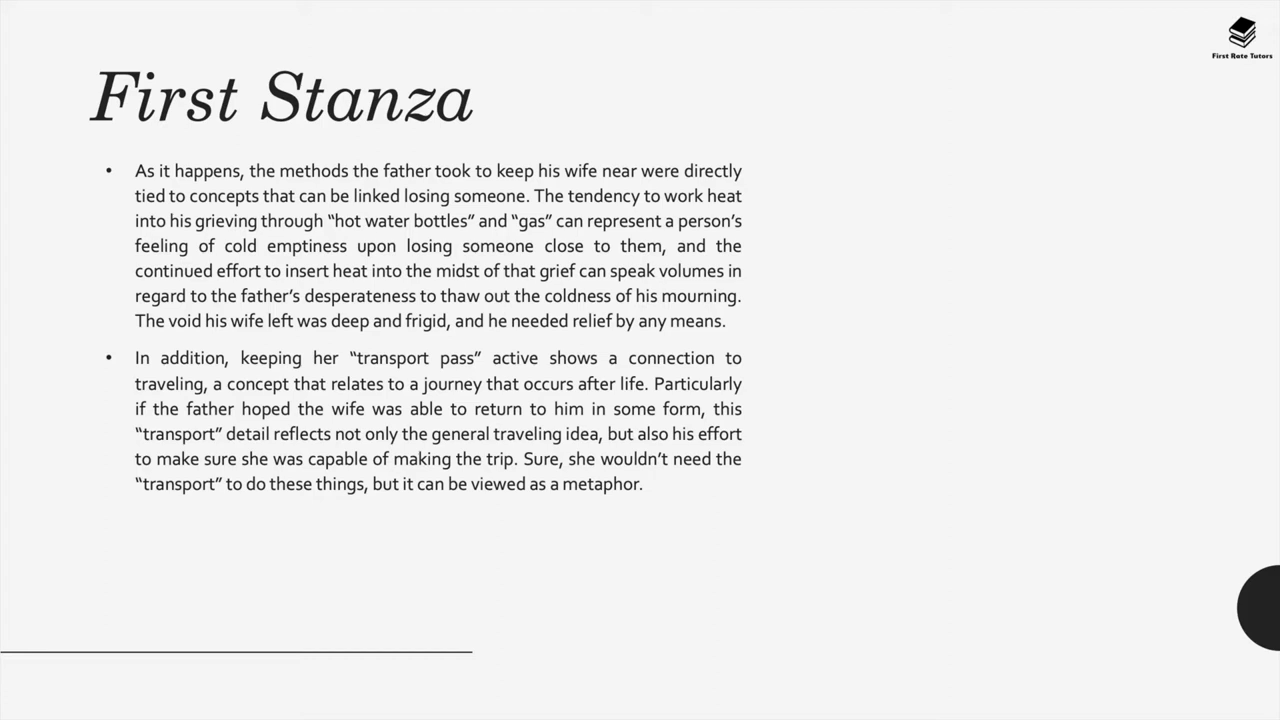 First Rate Tutors
First Stanza
• As it happens, the methods the father took to keep his wife near were directly
tied to concepts that can be linked losing someone. The tendency to work heat
into his grieving through “hot water bottles” and “gas” can represent a person’s
feeling of cold emptiness upon losing someone close to them, and the
continued effort to insert heat into the midst of that grief can speak volumes in
regard to the father’s desperateness to thaw out the coldness of his mourning.
The void his wife left was deep and frigid, and he needed relief by any means.
• In addition, keeping her “transport pass” active shows a connection to
traveling, a concept that relates to a journey that occurs after life. Particularly
if the father hoped the wife was able to return to him in some form, this
“transport” detail reflects not only the general traveling idea, but also his effort
to make sure she was capable of making the trip. Sure, she wouldn’t need the
“transport” to do these things, but it can be viewed as a metaphor.